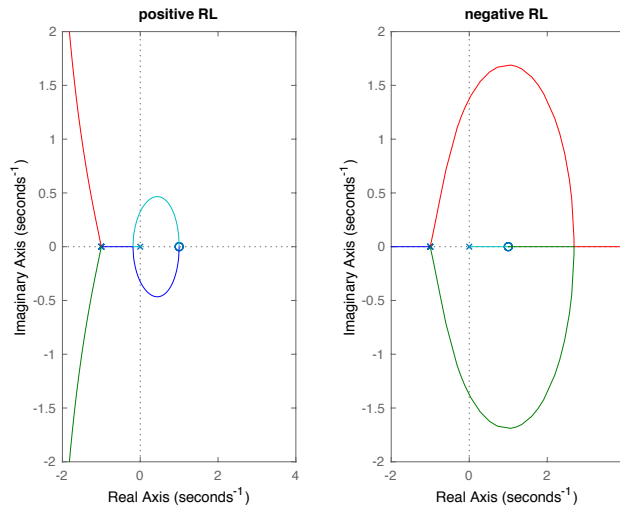 positive RL
2
1.5
1
0.5
0
-0.5
-1
-1.5
-2
Imaginary Axis (seconds⁻¹)
-2 0 2 4
Real Axis (seconds⁻¹)
negative RL
2
1.5
1
0.5
0
-0.5
-1
-1.5
-2
Imaginary Axis (seconds⁻¹)
-2 0 2
Real Axis (seconds⁻¹)